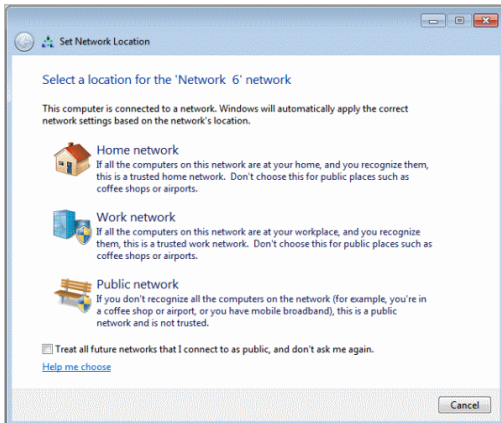 Set Network Location
Select a location for the 'Network 6' network
This computer is connected to a network. Windows will automatically apply the correct
network settings based on the network's location.
Home network
If all the computers on this network are at your home, and you recognize them,
this is a trusted home network. Don't choose this for public places such as
coffee shops or airports.
Work network
If all the computers on this network are at your workplace, and you recognize
them, this is a trusted work network. Don't choose this for public places such as
coffee shops or airports.
Public network
If you don't recognize all the computers on the network (for example, you're in
a coffee shop or airport, or you have mobile broadband), this is a public
network and is not trusted.
Treat all future networks that I connect to as public, and don't ask me again.
Help me choose
Cancel